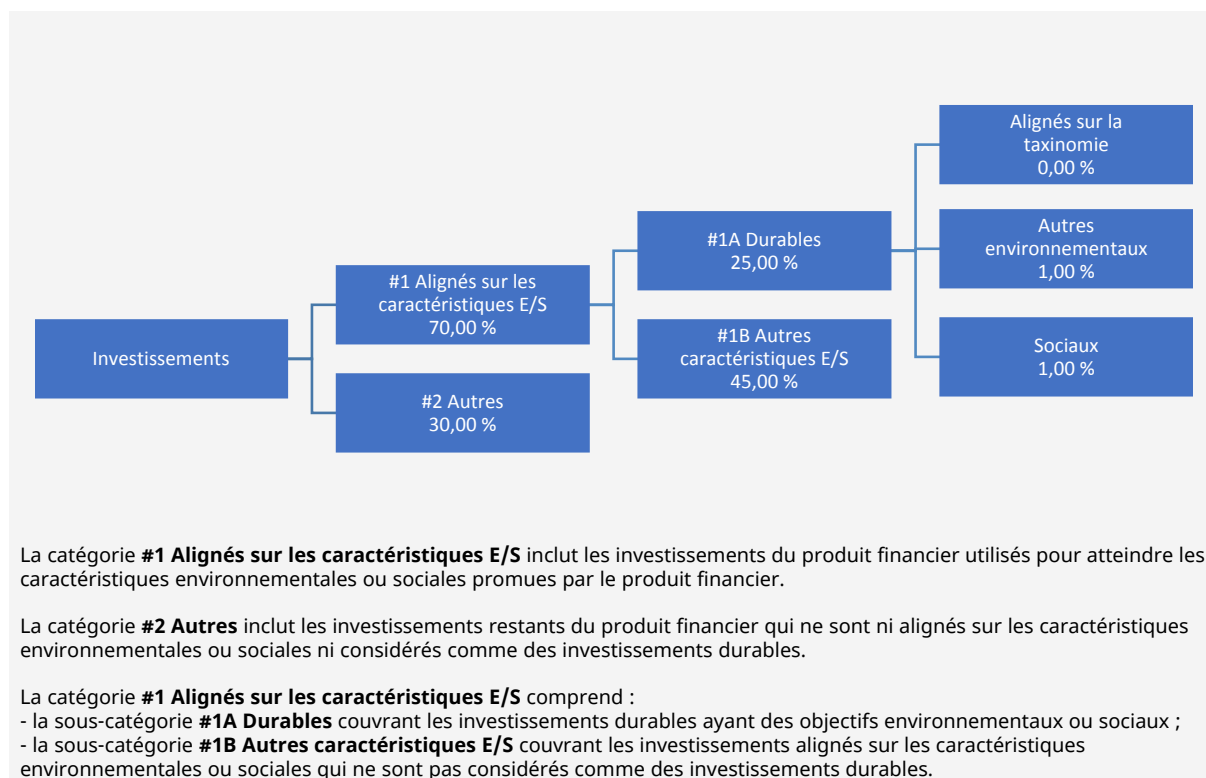 Investissements
#1 Alignés sur les
caractéristiques E/S
70,00 %
#2 Autres
30,00 %
#1A Durables
25,00 %
#1B Autres
caractéristiques E/S
45,00 %
Alignés sur la
taxinomie
0,00 %
Autres
environnementaux
1,00 %
Sociaux
1,00 %
La catégorie #1 Alignés sur les caractéristiques E/S inclut les investissements du produit financier utilisés pour atteindre les
caractéristiques environnementales ou sociales promues par le produit financier.
La catégorie #2 Autres inclut les investissements restants du produit financier qui ne sont ni alignés sur les caractéristiques
environnementales ou sociales ni considérés comme des investissements durables.
La catégorie #1 Alignés sur les caractéristiques E/S comprend :
- la sous-catégorie #1A Durables couvrant les investissements durables ayant des objectifs environnementaux ou sociaux ;
- la sous-catégorie #1B Autres caractéristiques E/S couvrant les investissements alignés sur les caractéristiques
environnementales ou sociales qui ne sont pas considérés comme des investissements durables.